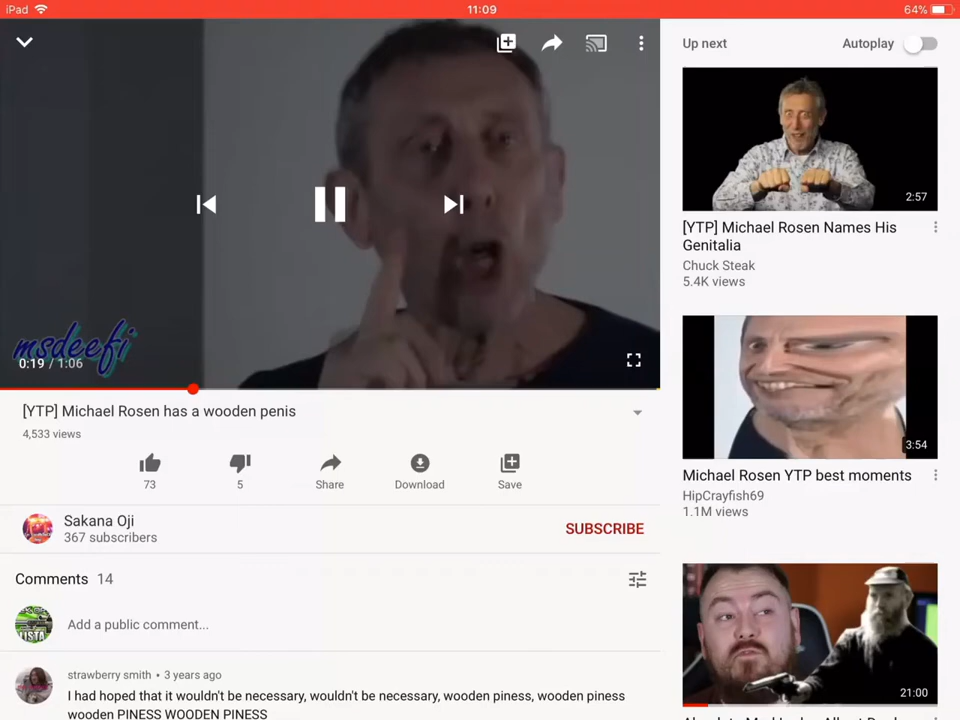 iPad
11:09
64%
msdeefi
0:19 / 1:06
[YTP] Michael Rosen has a wooden penis
4,533 views
73
5
Share
Download
Save
Sakana Oji
367 subscribers
SUBSCRIBE
Comments 14
LISTA
Add a public comment...
strawberry smith • 3 years ago
I had hoped that it wouldn't be necessary, wouldn't be necessary, wooden piness, wooden piness
wooden PINESS WOODEN PINESS
Up next
Autoplay
2:57
[YTP] Michael Rosen Names His
Genitalia
Chuck Steak
5.4K views
3:54
Michael Rosen YTP best moments
HipCrayfish69
1.1M views
21:00